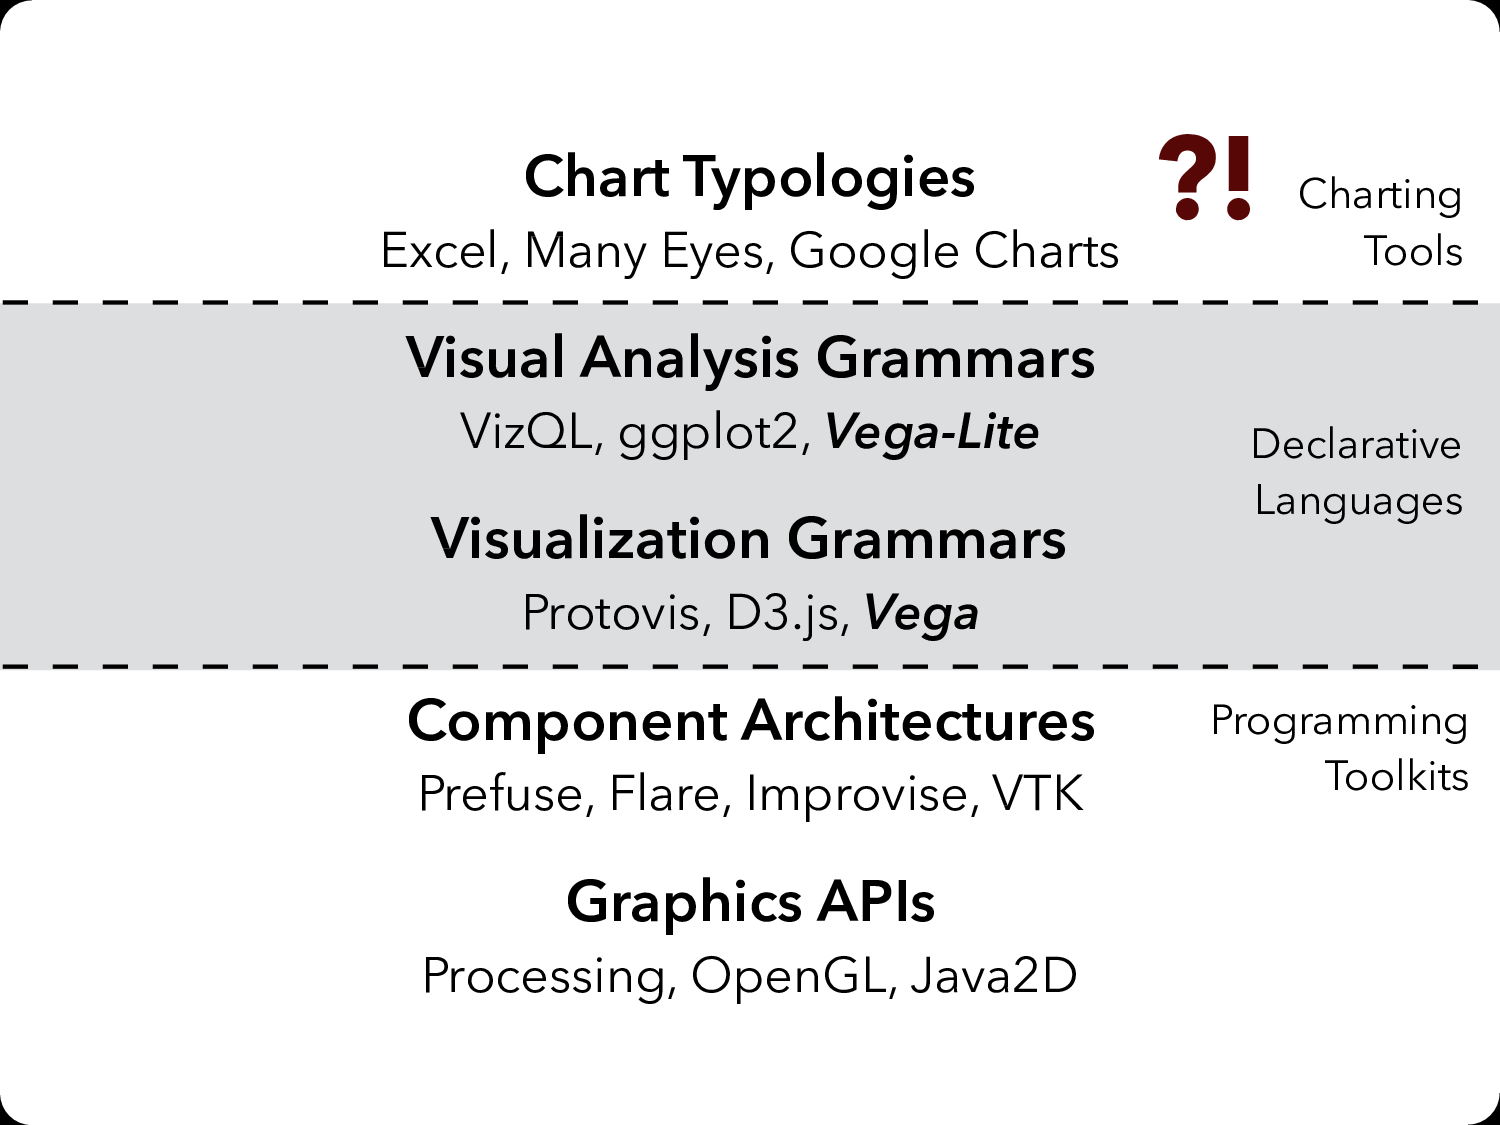 Chart Typologies
?!
Charting
Tools
Excel, Many Eyes, Google Charts
Visual Analysis Grammars
VizQL, ggplot2, Vega-Lite
Declarative
Languages
Visualization Grammars
Protovis, D3.js, Vega
Component Architectures
Programming
Toolkits
Prefuse, Flare, Improvise, VTK
Graphics APIs
Processing, OpenGL, Java2D